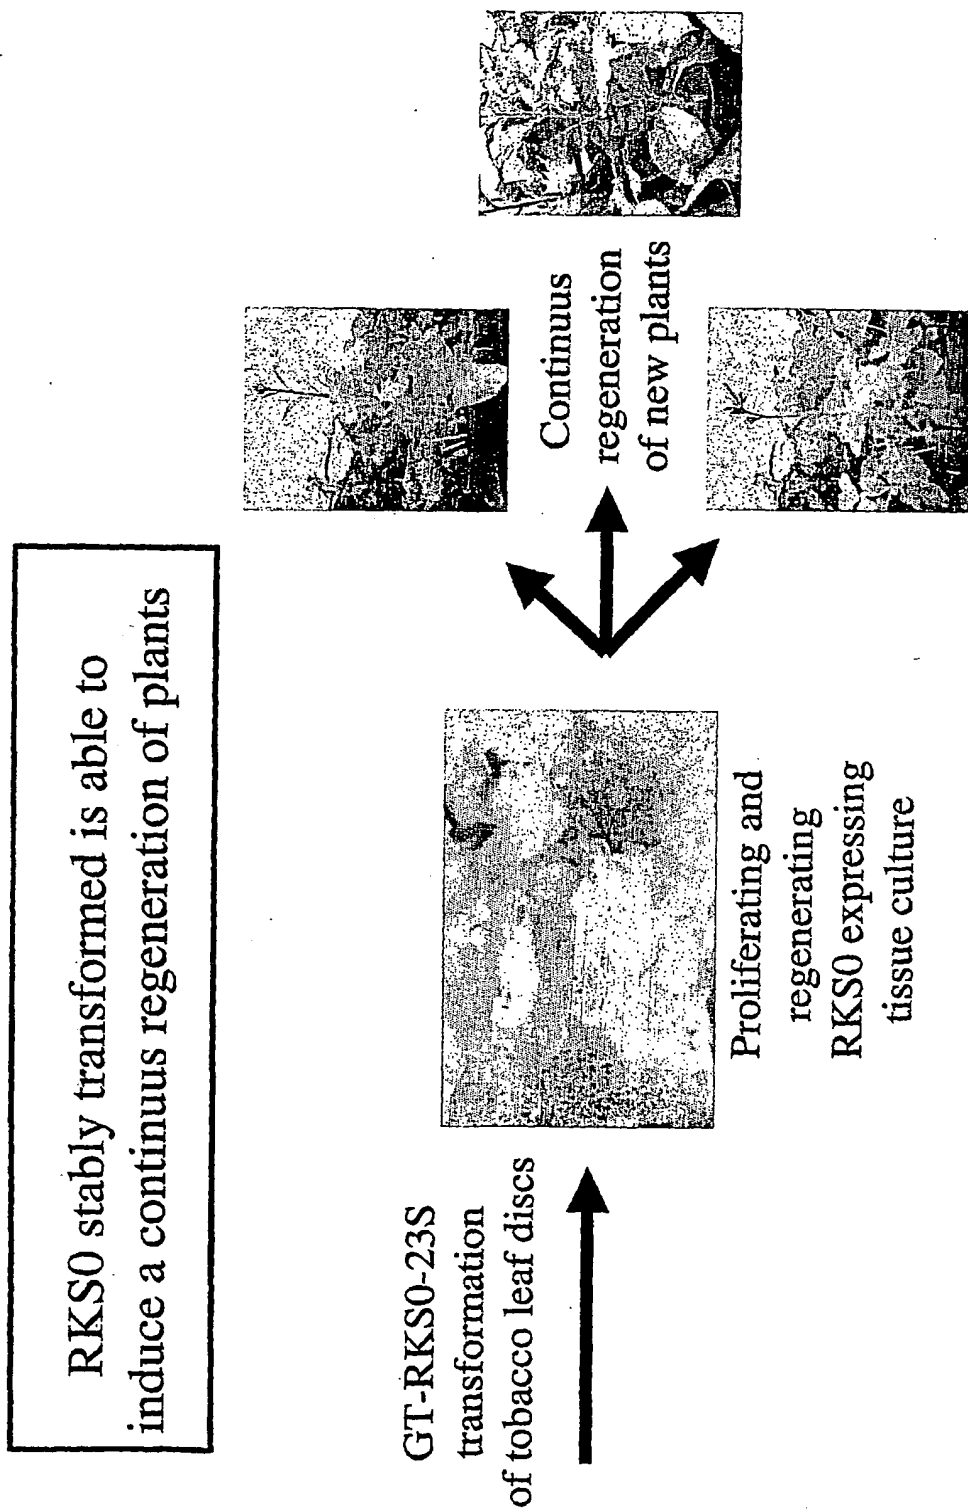 RKS0 stably transformed is able to
induce a continuus regeneration of plants
GT-RKS0-23S
transformation
of tobacco leaf discs
Proliferating and
regenerating
RKS0 expressing
tissue culture
Continuus
regeneration
of new plants